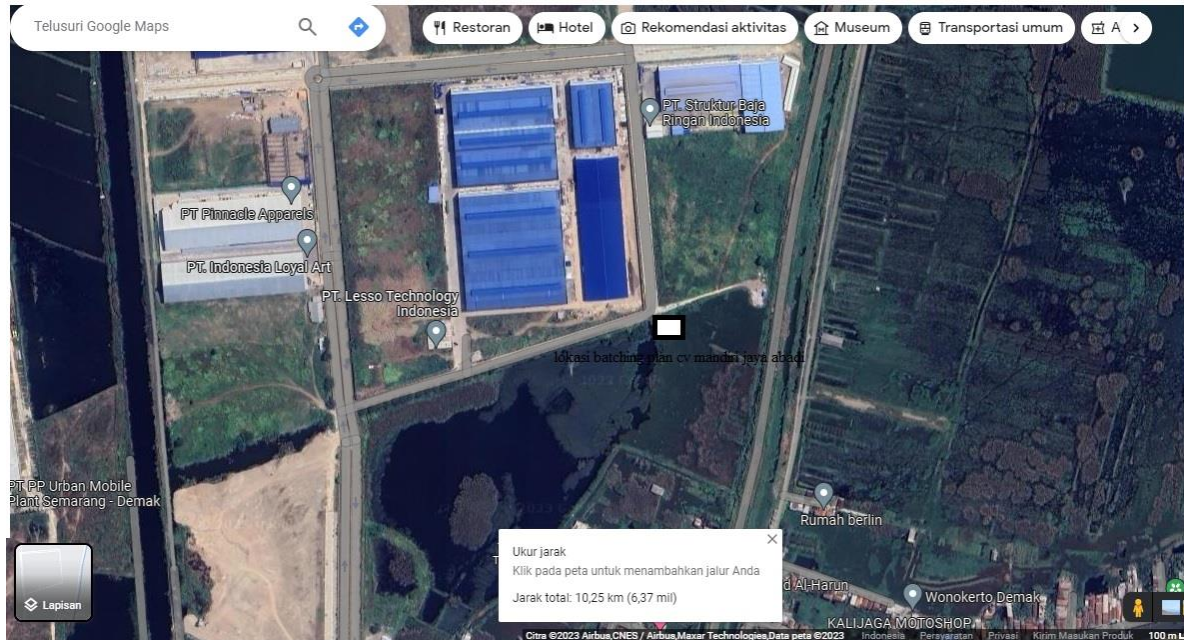 Telusuri Google Maps
Restoran
Hotel
Rekomendasi aktivitas
Museum
Transportasi umum
A
PT. Struktur Baja
Ringan Indonesia
PT Pinnacle Apparels
PT. Indonesia Loyal Art
PT. Lesso Technology
Indonesia
lokasi batching plan cv mandiri jaya abadi
PT PP Urban Mobile
Plant Semarang - Demak
Rumah berlin
Ukur jarak
Klik pada peta untuk menambahkan jalur Anda
Jarak total: 10,25 km (6,37 mil)
T
d Al-Harun
Wonokerto Demak
KALIJAGA MOTOSHOP
Lapisan
Citra ©2023 Airbus,CNES / Airbus,Maxar Technologies,Data peta ©2023
Indonesia
Persyaratan
Privasi
Kirim Masukan Produk
100 m